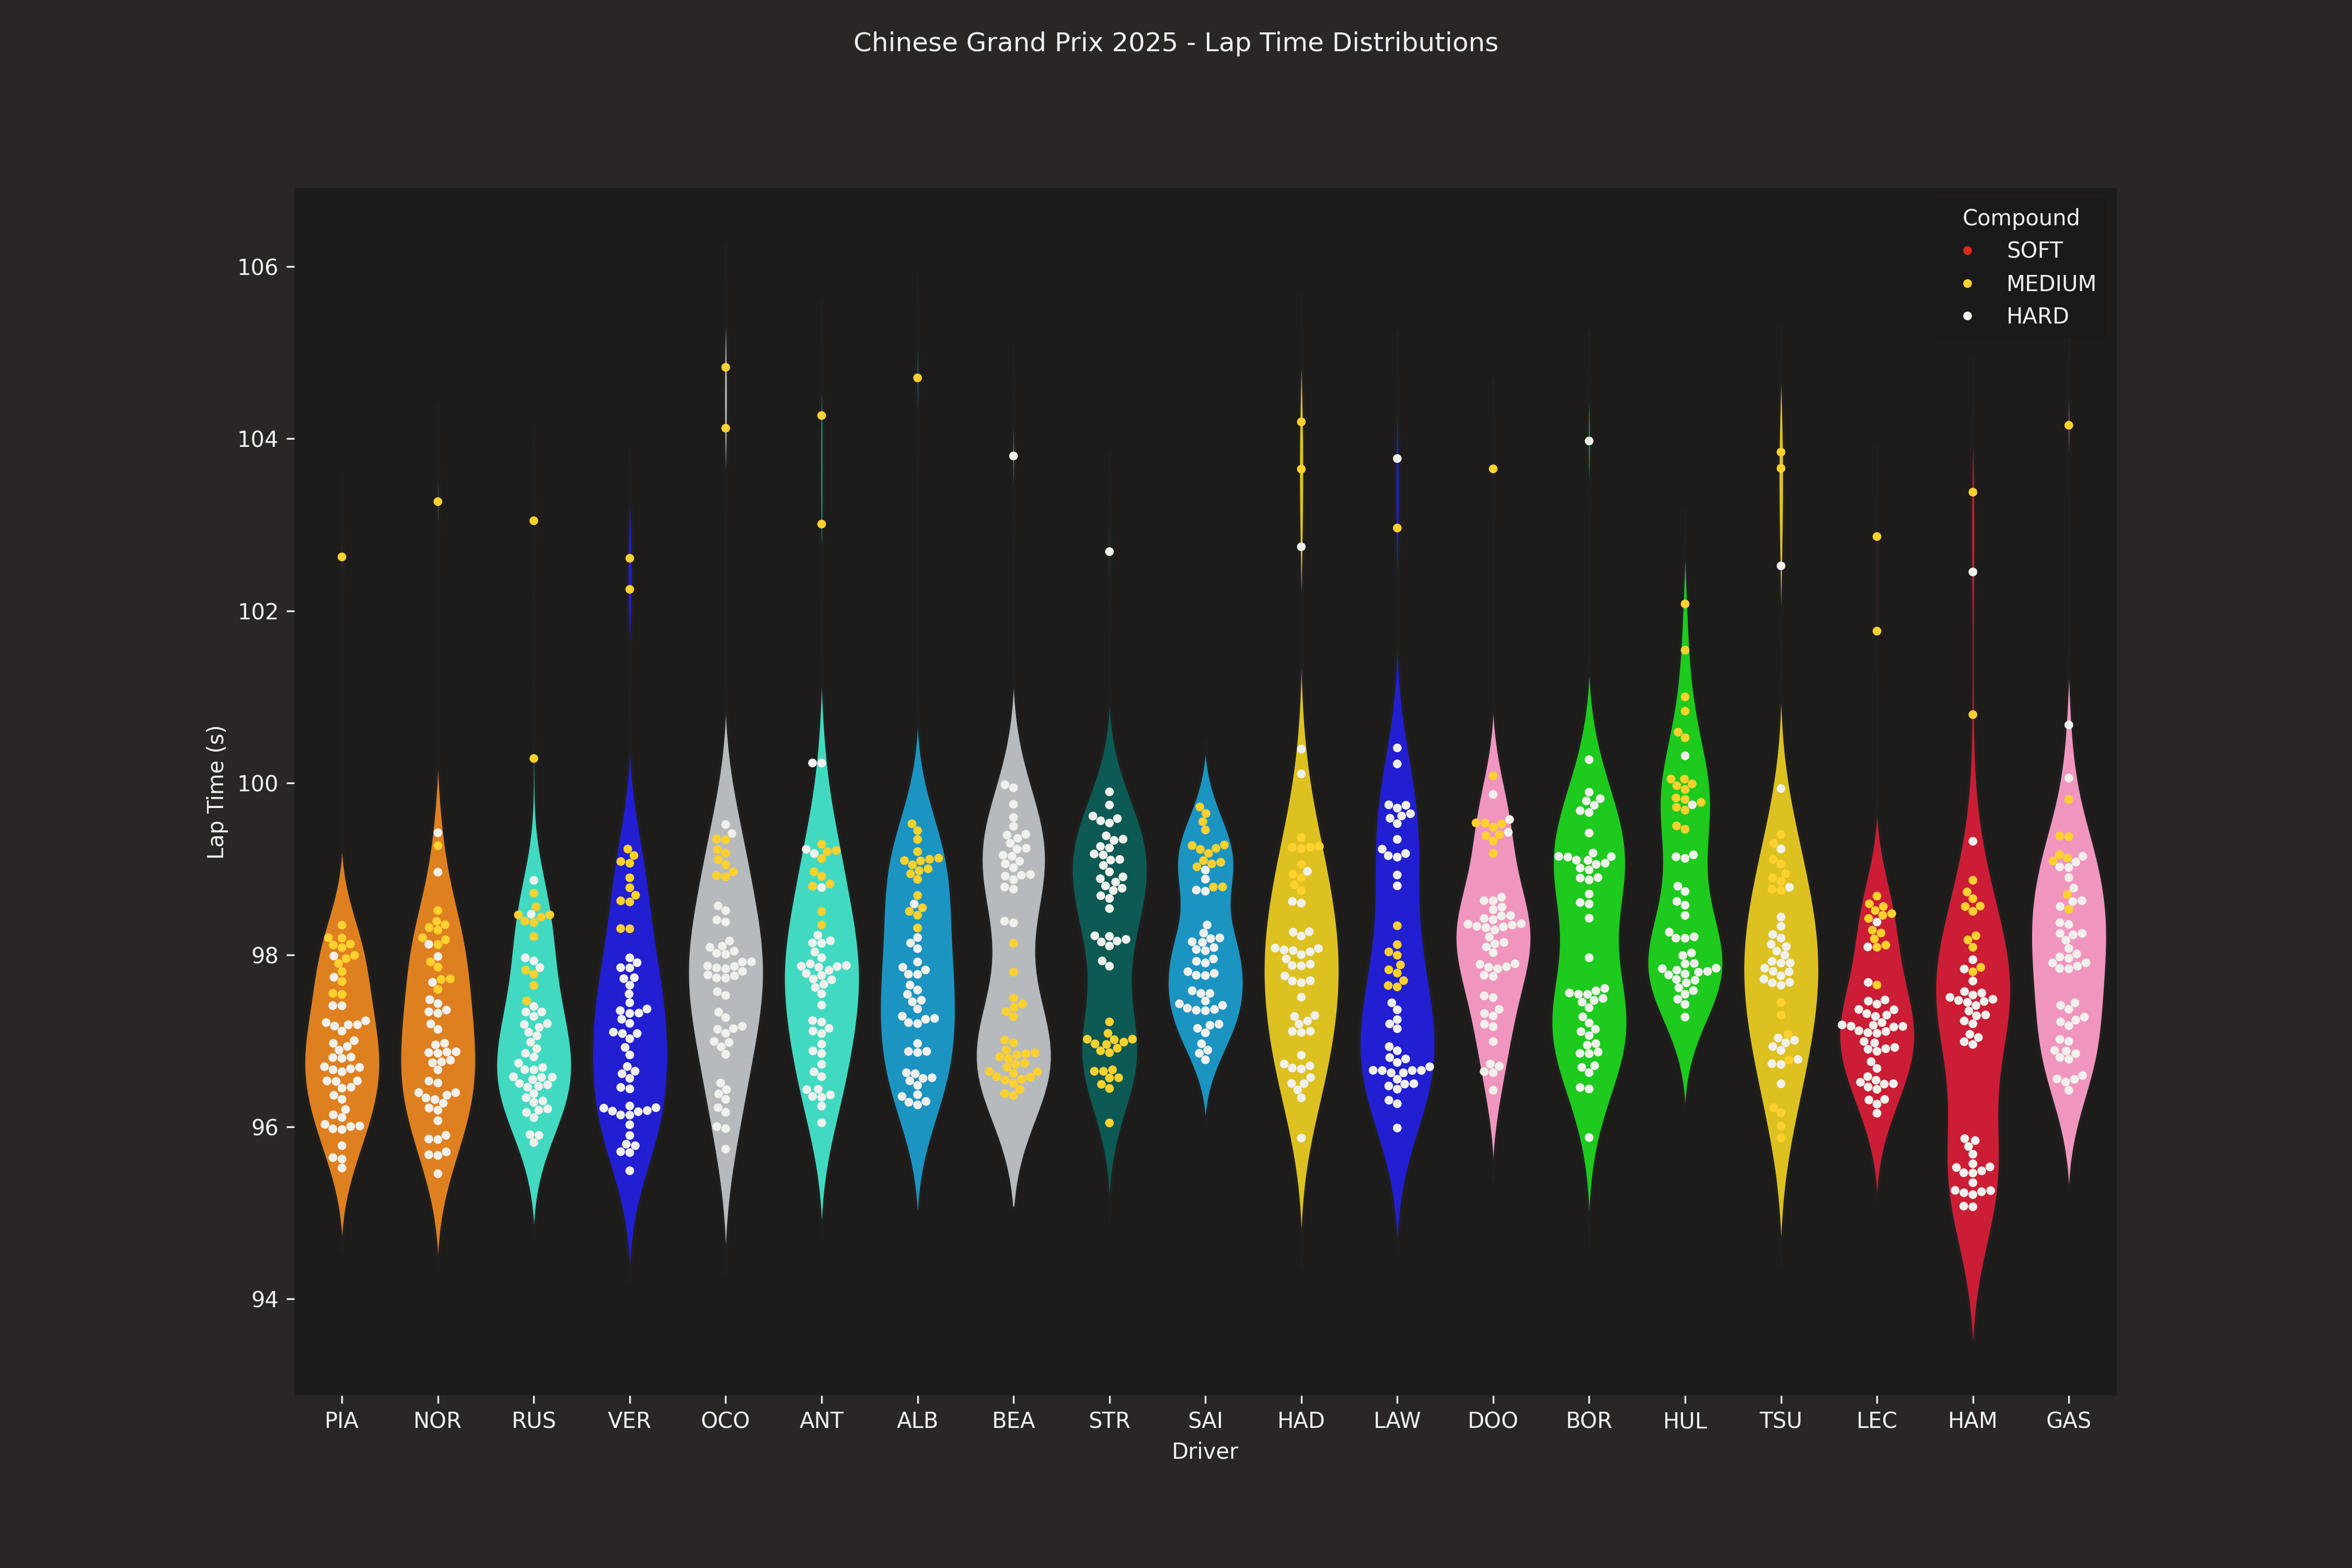 Chinese Grand Prix 2025 - Lap Time Distributions
Compound
SOFT
MEDIUM
HARD
106
104
102
100
98
96
94
Lap Time (s)
PIA NOR RUS VER OCO ANT ALB BEA STR SAI HAD LAW DOO BOR HUL TSU LEC HAM GAS
Driver